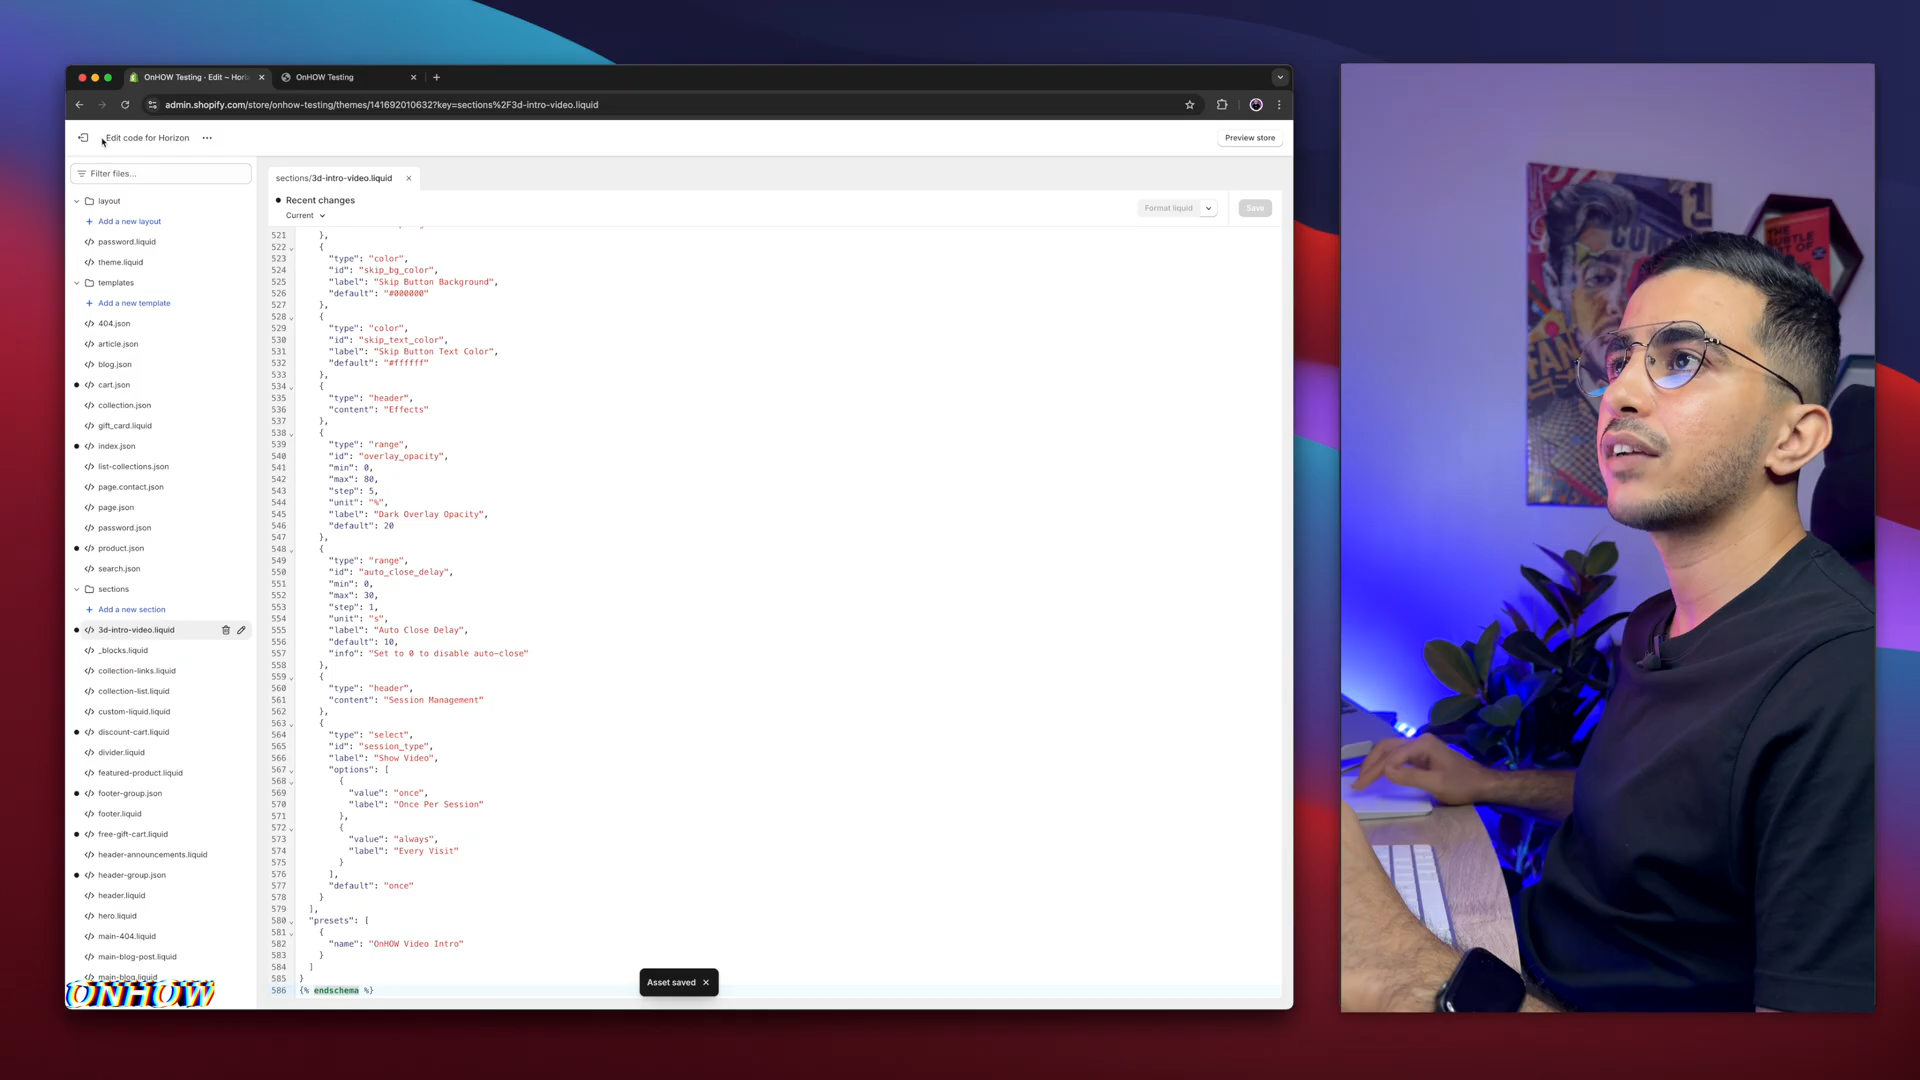 OnHOW Testing - Edit ~ Hori
OnHOW Testing
admin.shopify.com/store/onhow-testing/themes/141692010632?key=sections%2F3d-intro-video.liquid
Edit code for Horizon
Preview store
Filter files...
layout
Add a new layout
password.liquid
theme.liquid
templates
Add a new template
404.json
article.json
blog.json
cart.json
collection.json
gift_card.liquid
index.json
list-collections.json
page.contact.json
page.json
password.json
product.json
search.json
sections
Add a new section
3d-intro-video.liquid
_blocks.liquid
collection-links.liquid
collection-list.liquid
custom-liquid.liquid
discount-cart.liquid
divider.liquid
featured-product.liquid
footer-group.json
footer.liquid
free-gift-cart.liquid
header-announcements.liquid
header-group.json
header.liquid
hero.liquid
main-404.liquid
main-blog-post.liquid
main-blog.liquid
ONHOW
sections/3d-intro-video.liquid
Recent changes
Current
Format liquid
Save
521 },
522 {
523 "type": "color",
524 "id": "skip_bg_color",
525 "label": "Skip Button Background",
526 "default": "#000000"
527 },
528 {
529 "type": "color",
530 "id": "skip_text_color",
531 "label": "Skip Button Text Color",
532 "default": "#ffffff"
533 },
534 {
535 "type": "header",
536 "content": "Effects"
537 },
538 {
539 "type": "range",
540 "id": "overlay_opacity",
541 "min": 0,
542 "max": 80,
543 "step": 5,
544 "unit": "%",
545 "label": "Dark Overlay Opacity",
546 "default": 20
547 },
548 {
549 "type": "range",
550 "id": "auto_close_delay",
551 "min": 0,
552 "max": 30,
553 "step": 1,
554 "unit": "s",
555 "label": "Auto Close Delay",
556 "default": 10,
557 "info": "Set to 0 to disable auto-close"
558 },
559 {
560 "type": "header",
561 "content": "Session Management"
562 },
563 {
564 "type": "select",
565 "id": "session_type",
566 "label": "Show Video",
567 "options": [
568 {
569 "value": "once",
570 "label": "Once Per Session"
571 },
572 {
573 "value": "always",
574 "label": "Every Visit"
575 }
576 ],
577 "default": "once"
578 }
579 ],
580 "presets": [
581 {
582 "name": "OnHOW Video Intro"
583 }
584 ]
585 }
586 {% endschema %}
Asset saved
THE
SUBTLE